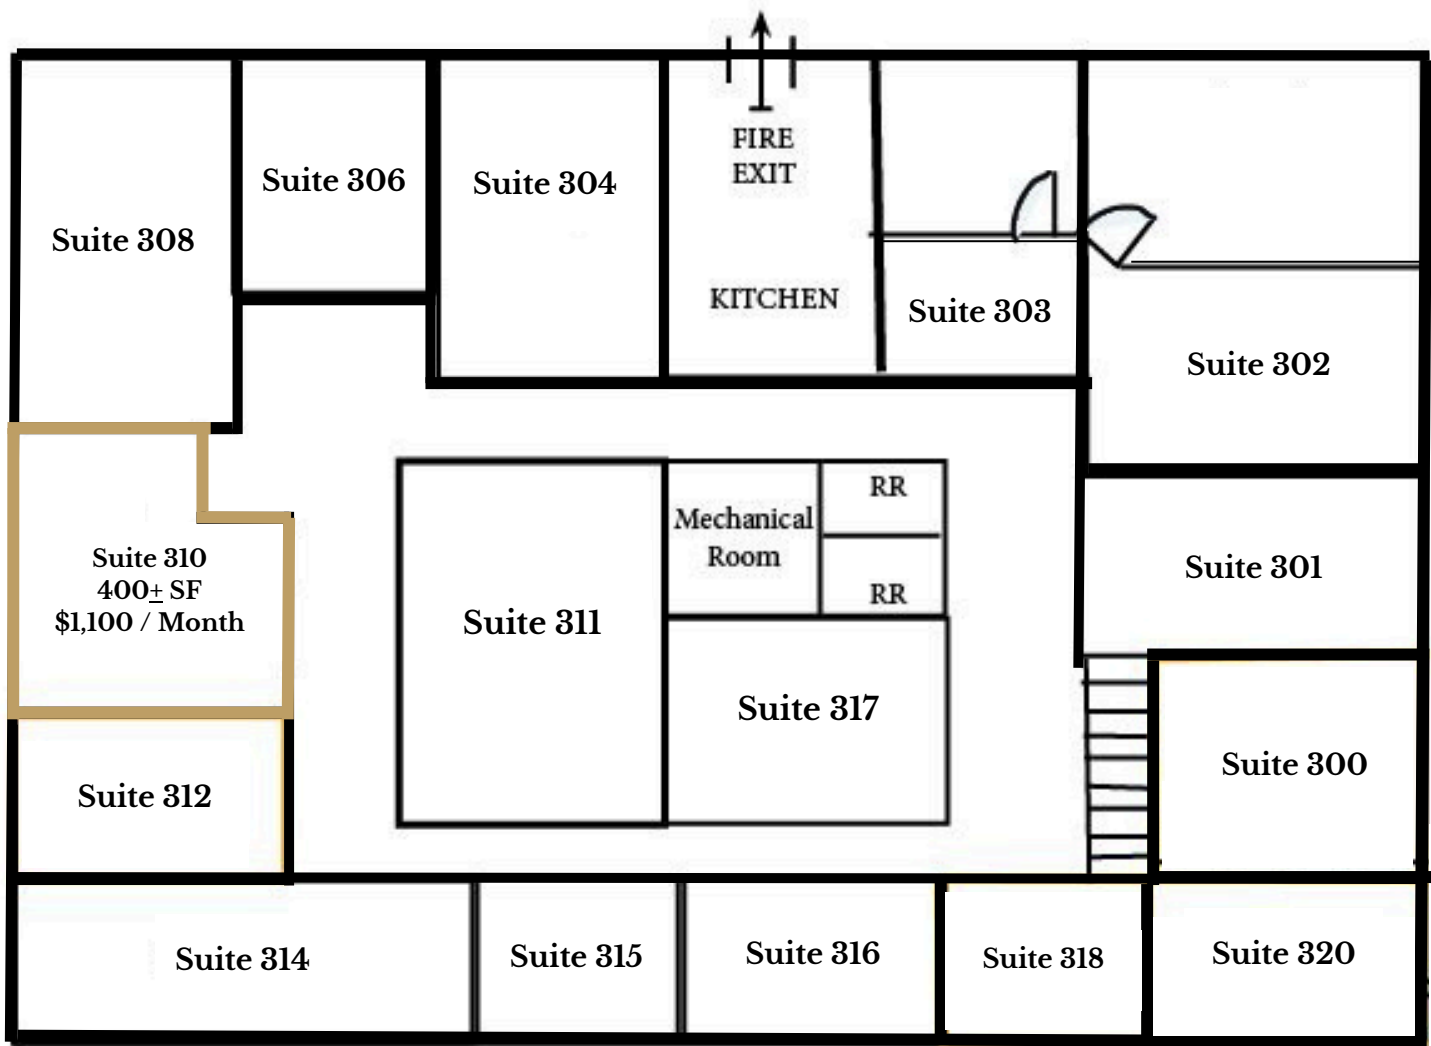 FIRE
EXIT
Suite 306
Suite 304
Suite 308
KITCHEN
Suite 303
Suite 302
RR
Mechanical
Room
RR
Suite 310
400± SF
$1,100 / Month
Suite 311
Suite 301
Suite 317
Suite 300
Suite 312
Suite 314
Suite 315
Suite 316
Suite 318
Suite 320